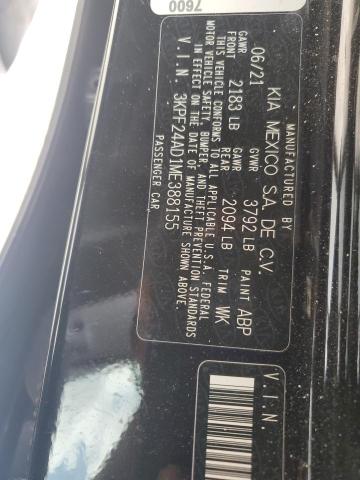 7600
KIA MEXICO S.A. DE C.V.
06/21 GVWR 3792 LB PAINT ABP
GAWR FRONT 2183 LB GAWR REAR 2094 LB TRIM WK
THIS VEHICLE CONFORMS TO ALL APPLICABLE U.S.A. FEDERAL
MOTOR VEHICLE SAFETY, BUMPER, AND THEFT PREVENTION STANDARDS
IN EFFECT ON THE DATE OF MANUFACTURE SHOWN ABOVE.
V.I.N. 3KPF24AD1ME388155
PASSENGER CAR
V.I.N.